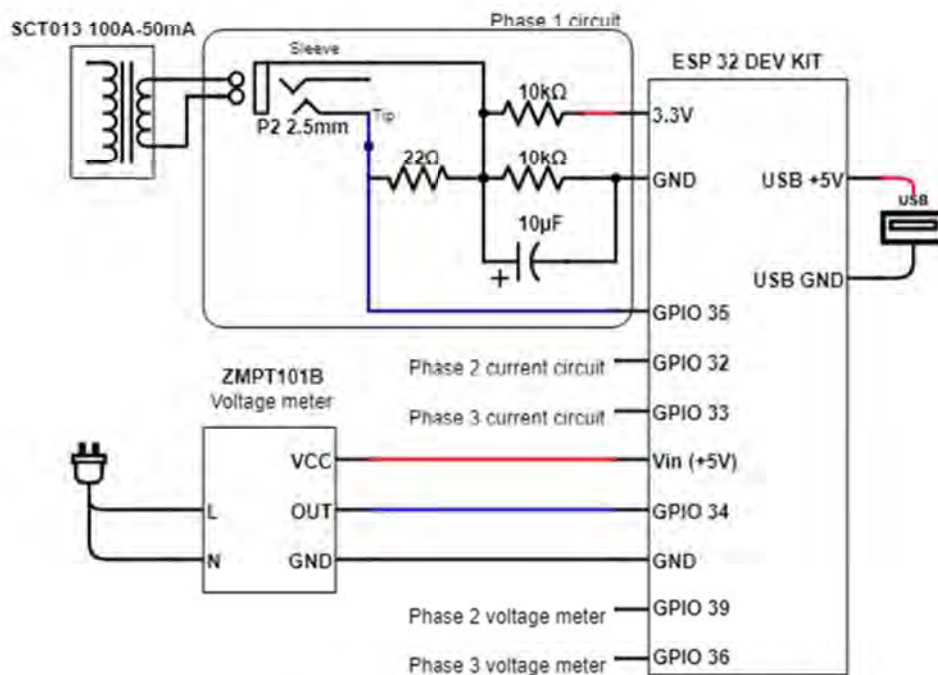 Phase 1 circuit
SCT013 100A-50mA
Sleeve
ESP 32 DEV KIT
10kΩ
3.3V
Tip
P2 2.5mm
22Ω
10kΩ
GND
USB +5V
USB
10µF
+
USB GND
GPIO 35
Phase 2 current circuit
GPIO 32
ZMPT101B
Voltage meter
Phase 3 current circuit
GPIO 33
VCC
Vin (+5V)
L
OUT
GPIO 34
N
GND
GND
Phase 2 voltage meter
GPIO 39
Phase 3 voltage meter
GPIO 36